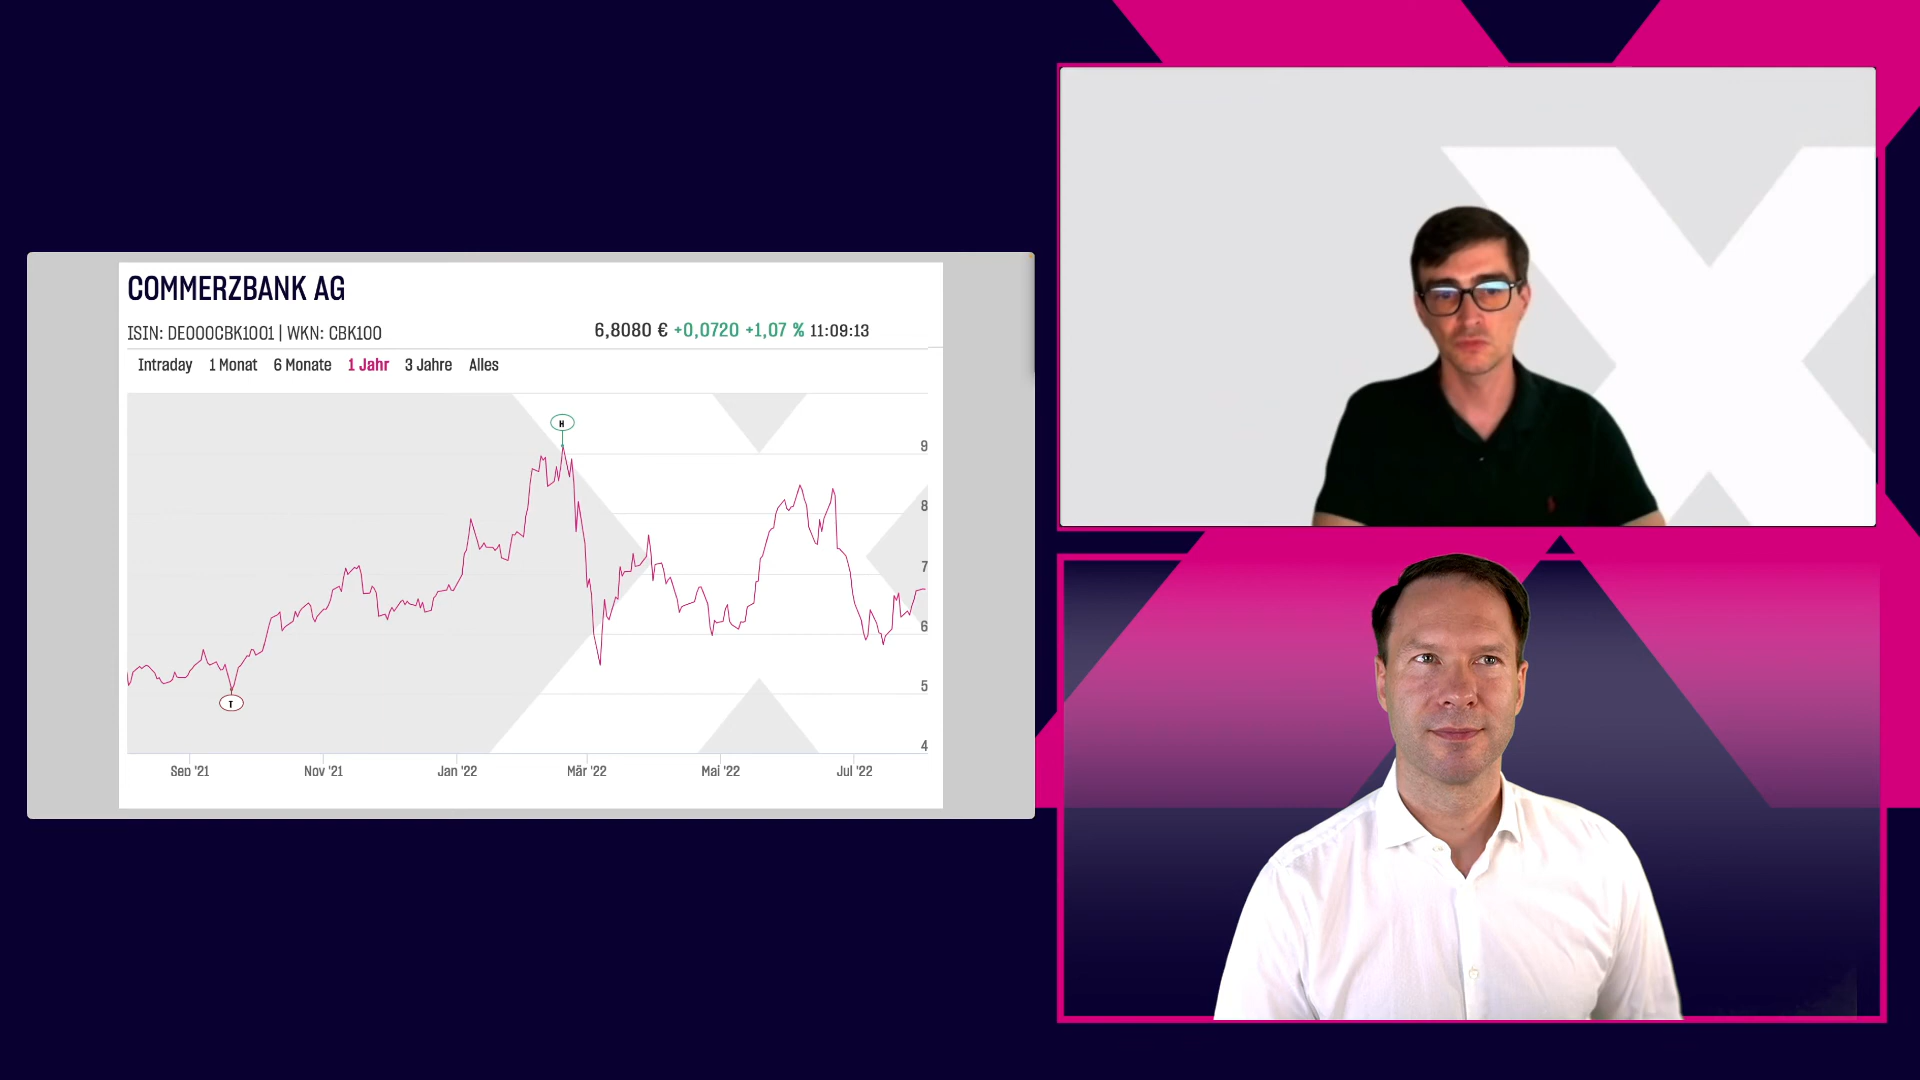 COMMERZBANK AG
ISIN: DE000CBK1001 | WKN: CBK100
6,8080 € +0,0720 +1,07 % 11:09:13
Intraday 1 Monat 6 Monate 1 Jahr 3 Jahre Alles
H
9
8
7
6
5
T
4
Sep '21 Nov '21 Jan '22 Mär '22 Mai '22 Jul '22